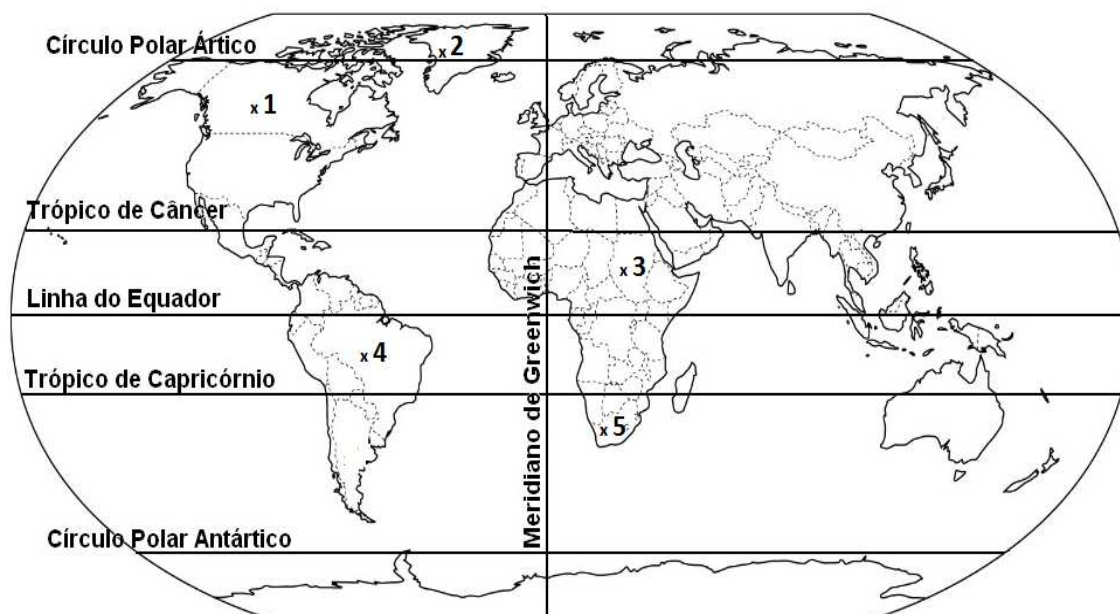 Círculo Polar Ártico
x 2
x 1
Trópico de Câncer
x 3
Linha do Equador
x 4
Trópico de Capricórnio
x 5
Meridiano de Greenwich
Círculo Polar Antártico